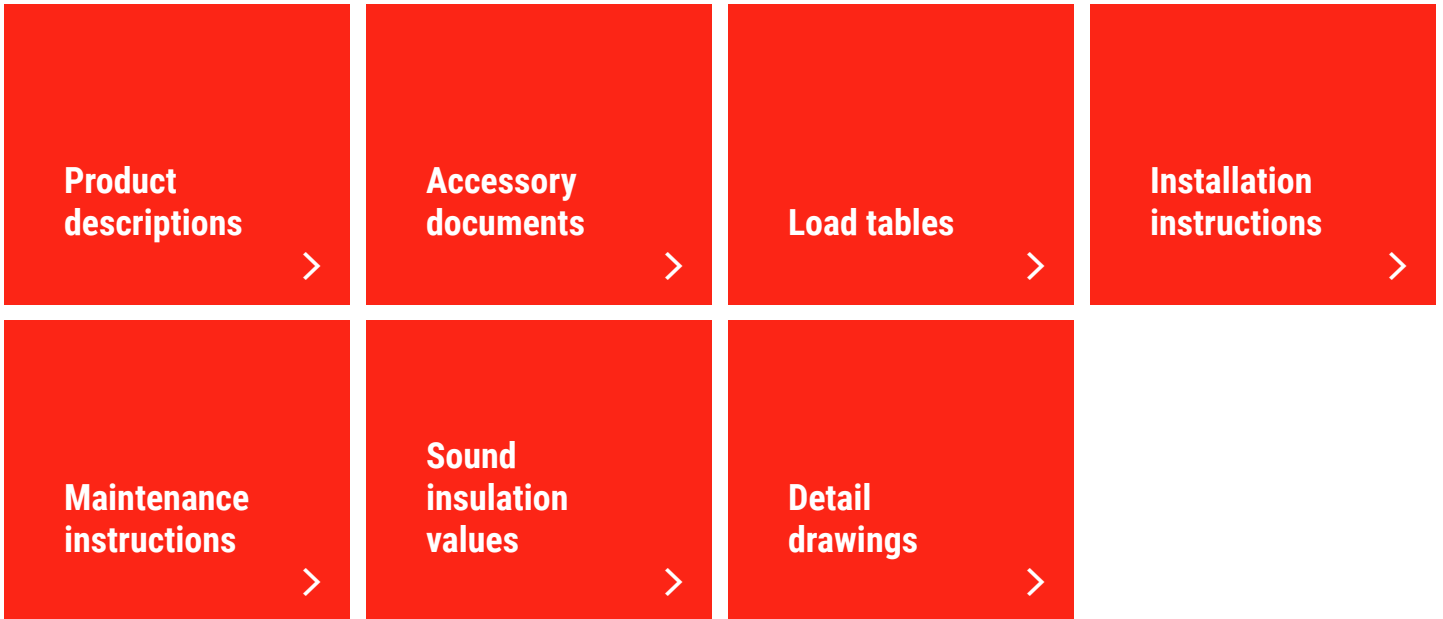 Product
descriptions
Accessory
documents
Load tables
Installation
instructions
Maintenance
instructions
Sound
insulation
values
Detail
drawings